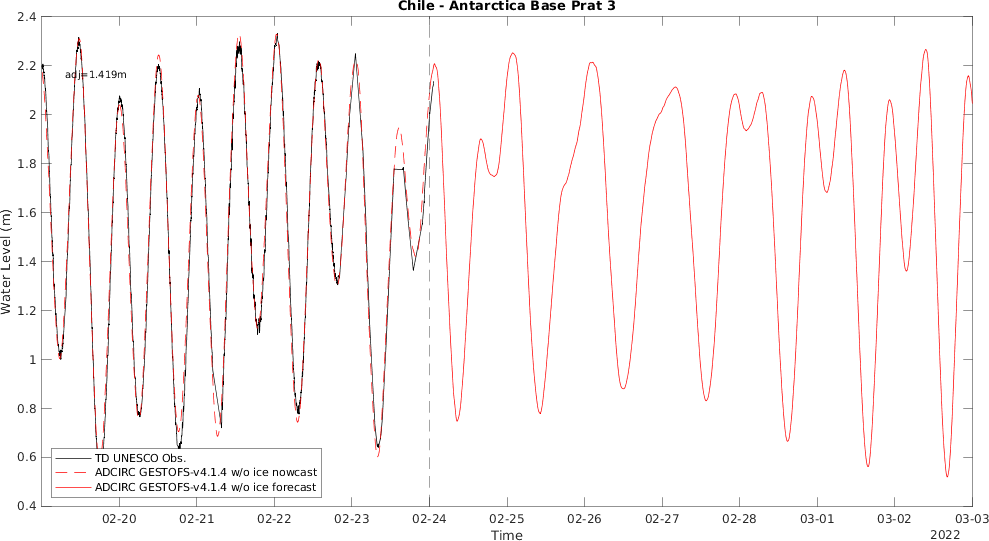 Chile - Antarctica Base Prat 3
2.4
2.2
2
1.8
1.6
1.4
1.2
1
0.8
0.6
0.4
Water Level (m)
adj=1.419m
TD UNESCO Obs.
ADCIRC GESTOFS-v4.1.4 w/o ice nowcast
ADCIRC GESTOFS-v4.1.4 w/o ice forecast
02-20 02-21 02-22 02-23 02-24 02-25 02-26 02-27 02-28 03-01 03-02 03-03
Time
2022